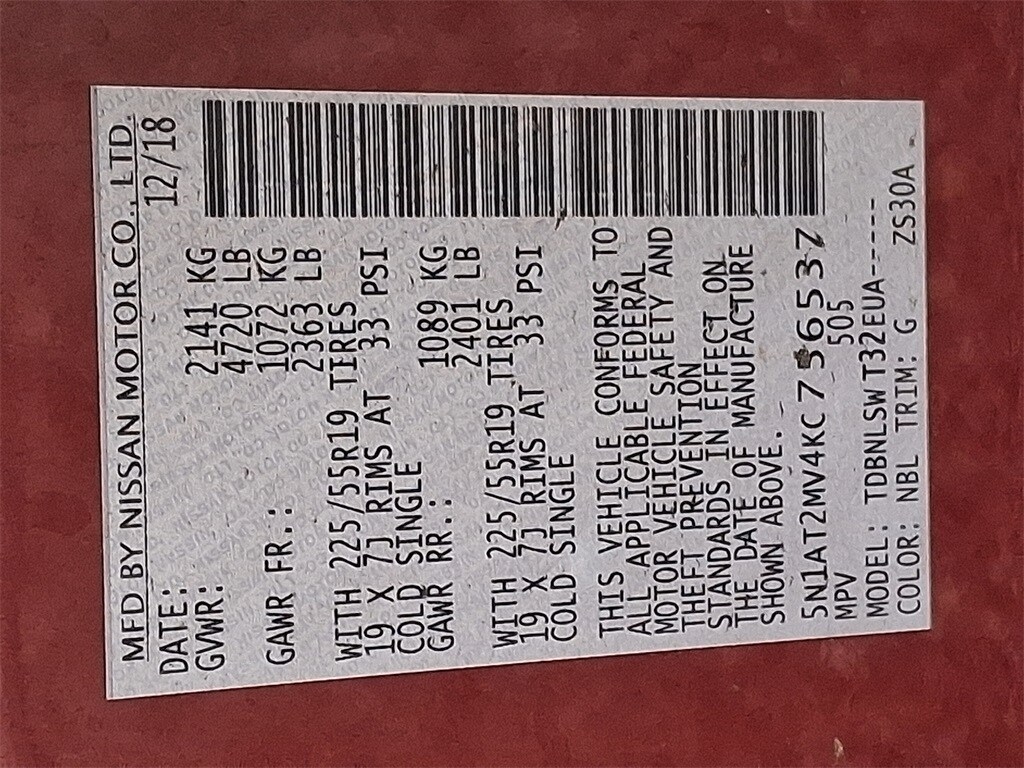 MFD BY NISSAN MOTOR CO., LTD.
DATE: 12/18
GVWR: 2141 KG
4720 LB
GAWR FR.: 1072 KG
2363 LB
WITH 225/55R19 TIRES
19 X 7J RIMS AT 33 PSI
COLD SINGLE
GAWR RR.: 1089 KG
2401 LB
WITH 225/55R19 TIRES
19 X 7J RIMS AT 33 PSI
COLD SINGLE
THIS VEHICLE CONFORMS TO
ALL APPLICABLE FEDERAL
MOTOR VEHICLE SAFETY AND
THEFT PREVENTION
STANDARDS IN EFFECT ON
THE DATE OF MANUFACTURE
SHOWN ABOVE.
5N1AT2MV4KC756537
MPV 505
MODEL: TDBNLSWT32EUA-----
COLOR: NBL TRIM: G ZS30A